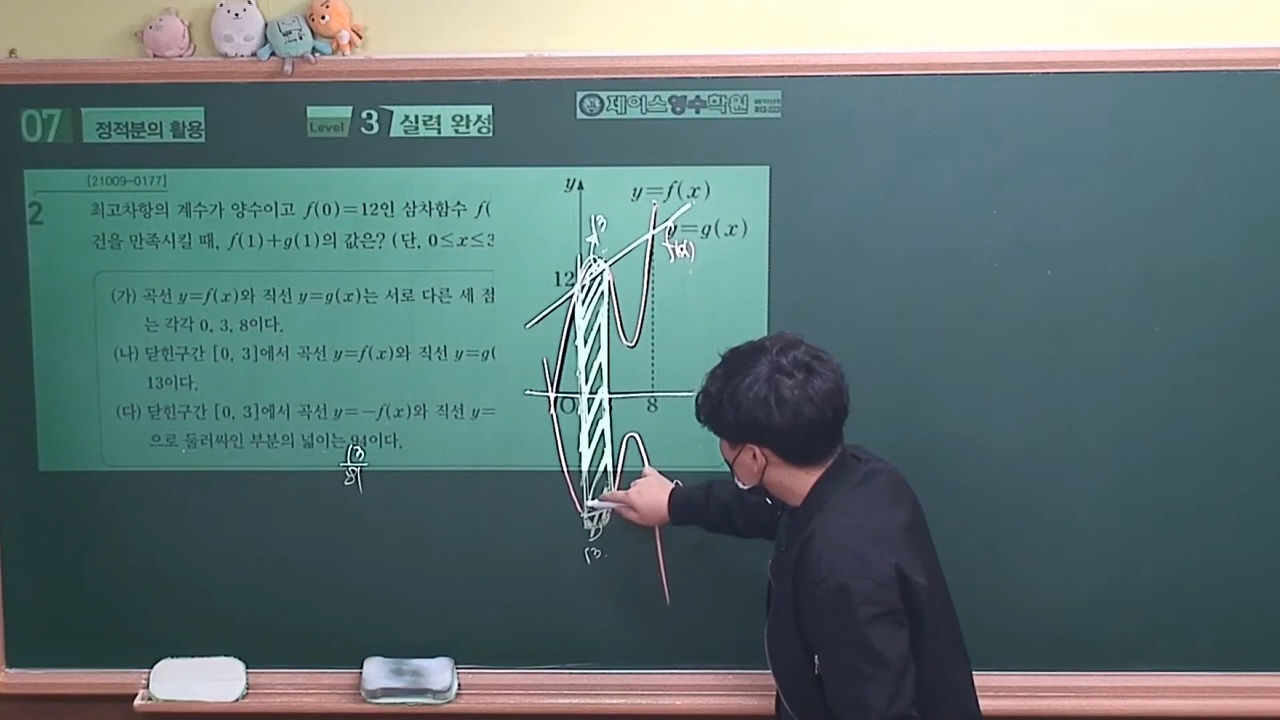 제이스영수학원
07 정적분의 활용 Level 3 실력 완성
[21009-0177]
2 최고차항의 계수가 양수이고 f(0)=12인 삼차함수 f(
건을 만족시킬 때, f(1)+g(1)의 값은? (단, 0≤x≤3
(가) 곡선 y=f(x)와 직선 y=g(x)는 서로 다른 세 점
는 각각 0, 3, 8이다.
(나) 닫힌구간 [0, 3]에서 곡선 y=f(x)와 직선 y=g(
13이다.
(다) 닫힌구간 [0, 3]에서 곡선 y=-f(x)와 직선 y=
으로 둘러싸인 부분의 넓이는 94이다.
13
81
y
y=f(x)
13
y=g(x)
f(x)
12
O
8
13.